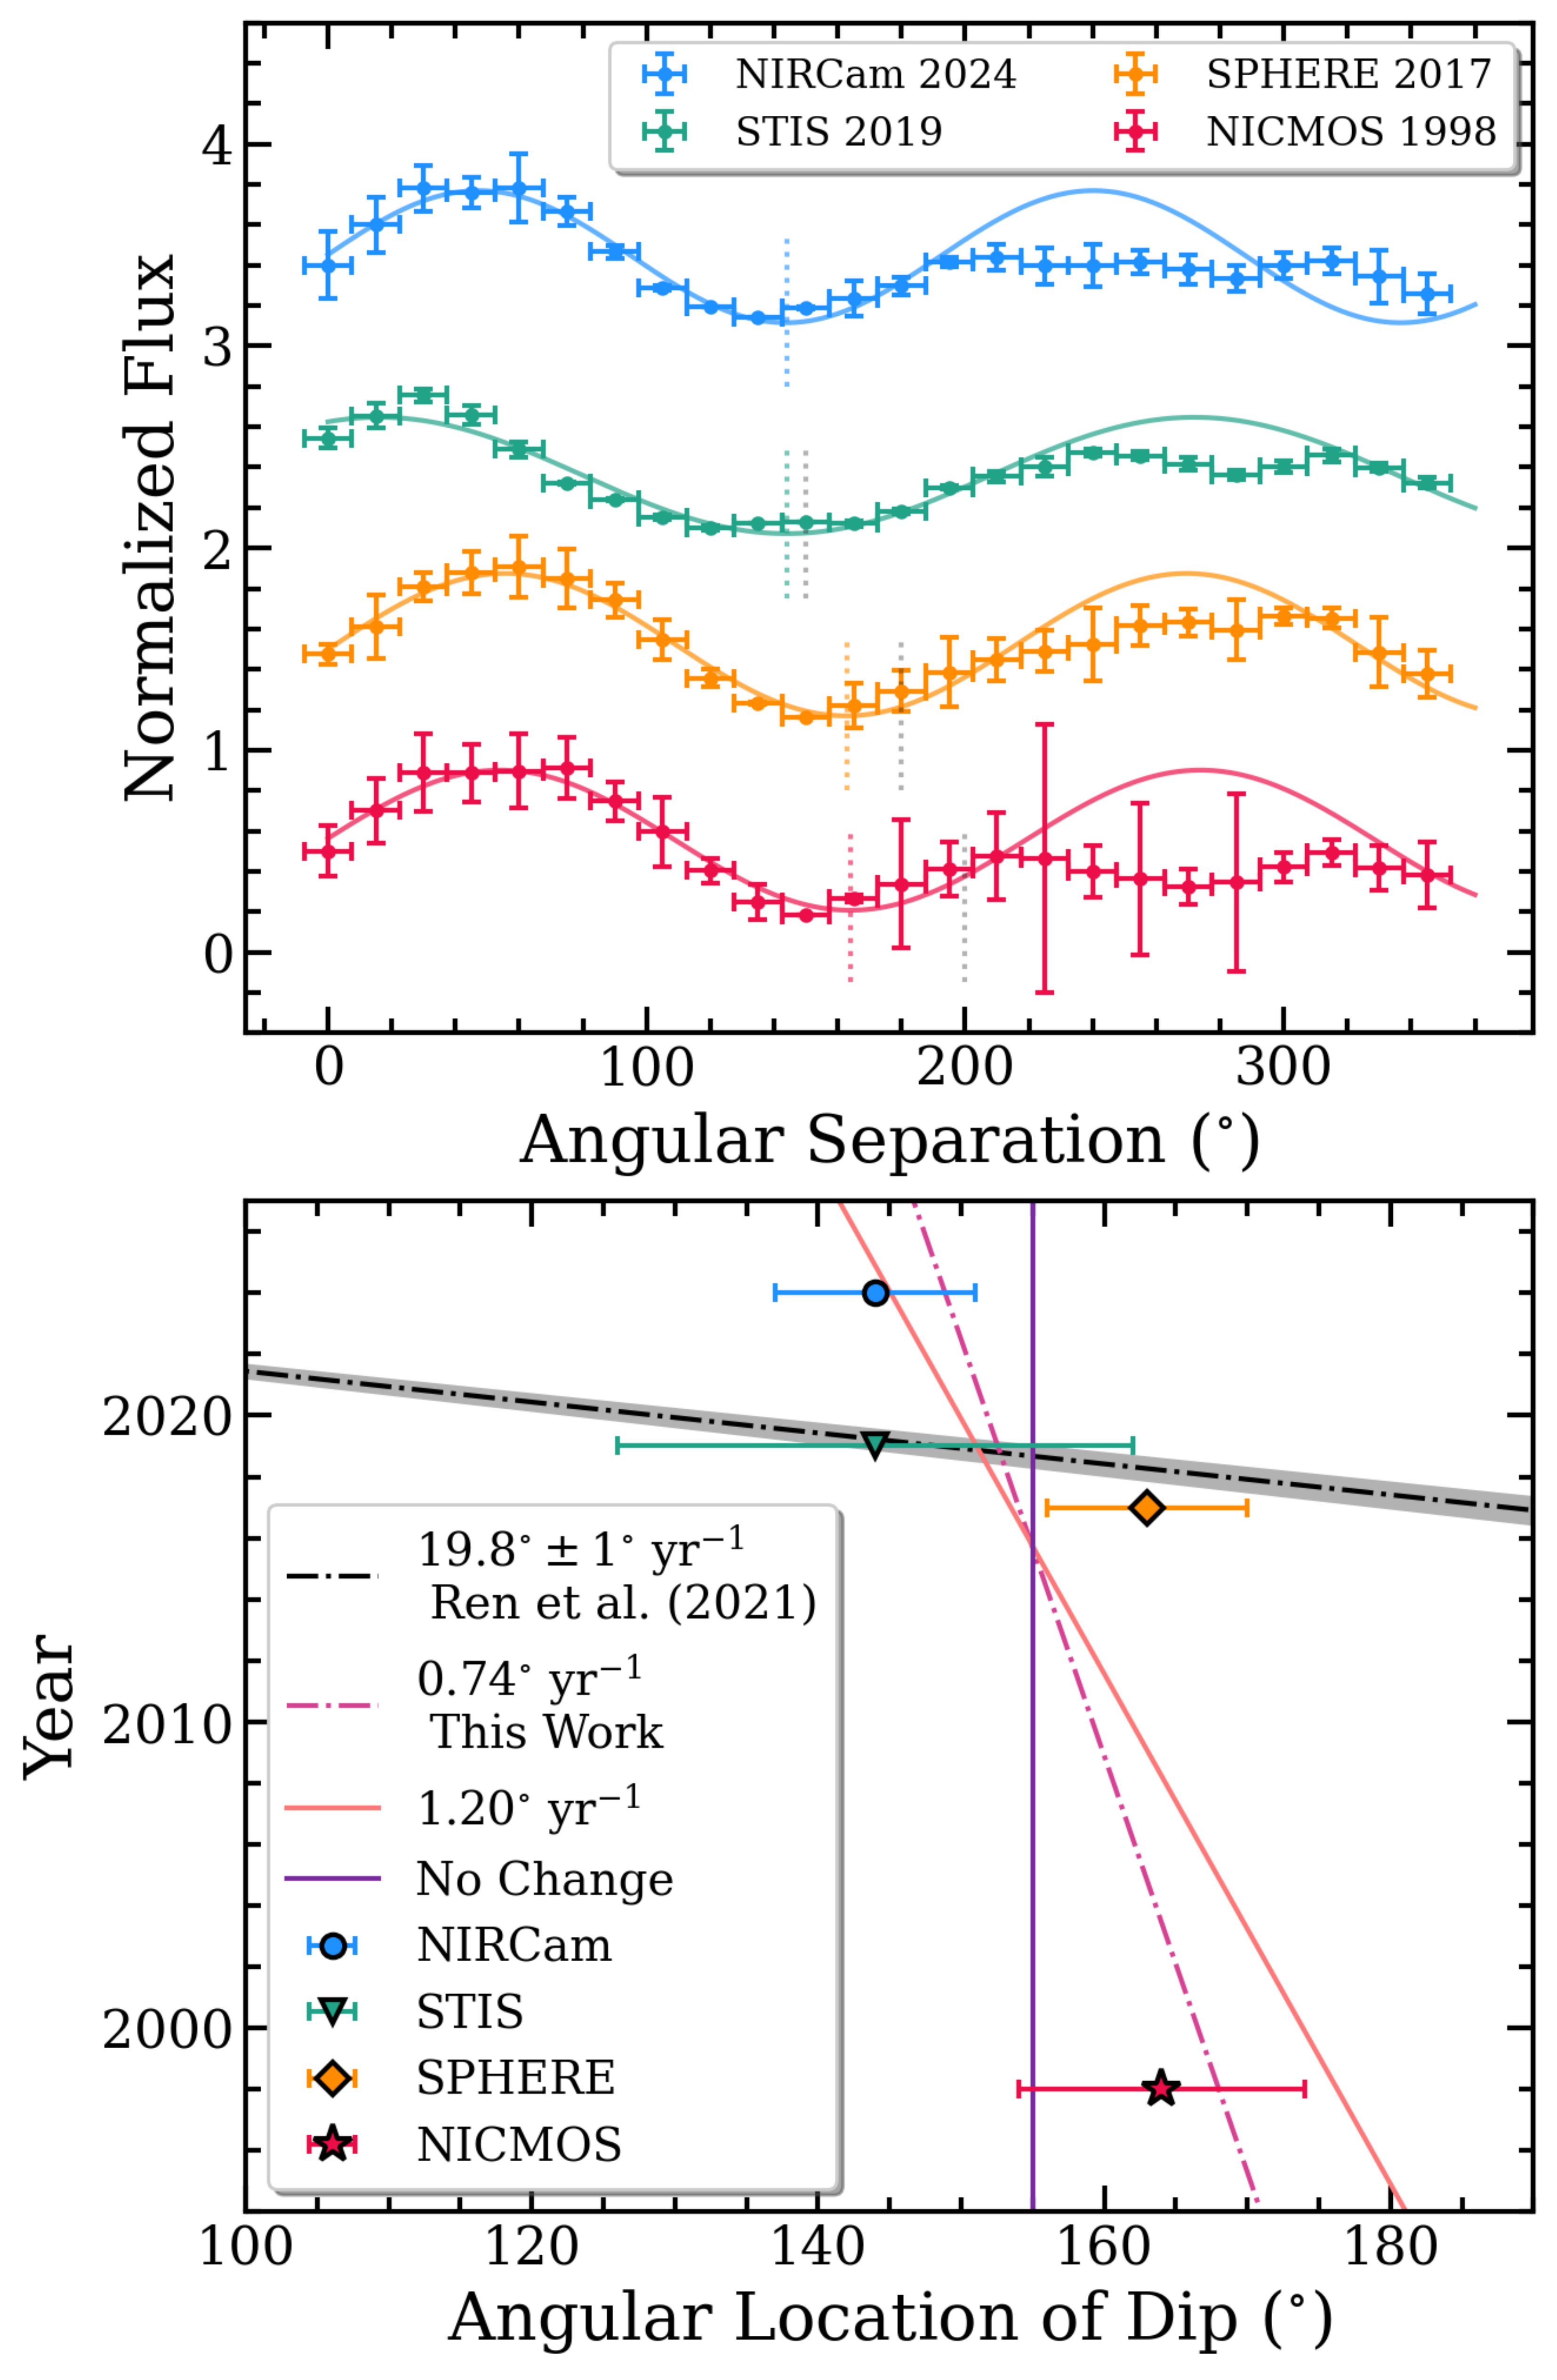 NIRCam 2024
SPHERE 2017
STIS 2019
NICMOS 1998
Normalized Flux
4
3
2
1
0
0 100 200 300
Angular Separation (°)
Year
2020
2010
2000
19.8° ± 1° yr⁻¹
Ren et al. (2021)
0.74° yr⁻¹
This Work
1.20° yr⁻¹
No Change
NIRCam
STIS
SPHERE
NICMOS
100 120 140 160 180
Angular Location of Dip (°)